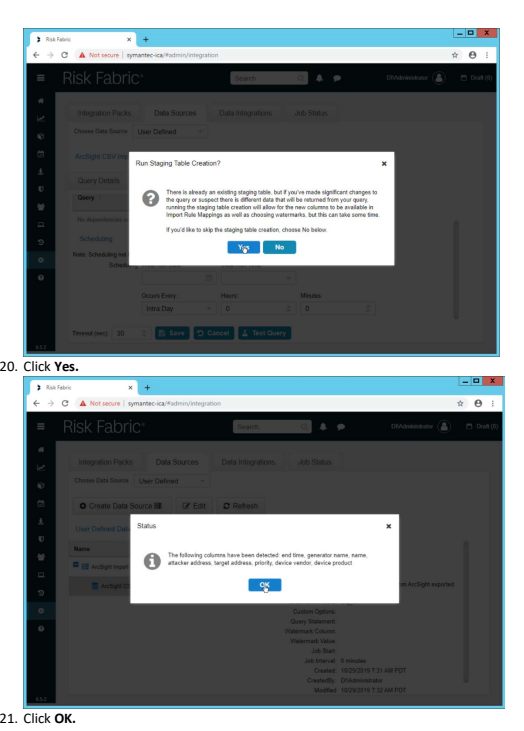 Risk Fabric
Not secure | symantec-ica/#admin/integration
Risk Fabric
Search
DI\Administrator
Draft (0)
Integration Packs
Data Sources
Data Integrations
Job Status
Choose Data Source
User Defined
ArcSight CSV imp
Query Details
Query
No dependencies
Scheduling
Note: Scheduling not
Run Staging Table Creation?
There is already an existing staging table, but if you've made significant changes to
the query or suspect there is different data that will be returned from your query,
running the staging table creation will allow for the new columns to be available in
Import Rule Mappings as well as choosing watermarks, but this can take some time.
If you'd like to skip the staging table creation, choose No below.
Yes
No
Occurs Every:
Hours:
Minutes:
Intra Day
0
0
Timeout (sec):
30
Save
Cancel
Test Query
20. Click Yes.
Risk Fabric
Not secure | symantec-ica/#admin/integration
Risk Fabric
Search
DI\Administrator
Draft (0)
Integration Packs
Data Sources
Data Integrations
Job Status
Choose Data Source
User Defined
Create Data Source
Edit
Refresh
User Defined Data
Name
ArcSight import
ArcSight CS
Status
The following columns have been detected: end time, generator name, name,
attacker address, target address, priority, device vendor, device product
OK
ArcSight exported
Custom Options:
Query Statement:
Watermark Column:
Watermark Value:
Job Start:
Job Interval: 0 minutes
Created: 10/29/2019 7:31 AM PDT
CreatedBy: DI\Administrator
Modified: 10/29/2019 7:32 AM PDT
21. Click OK.